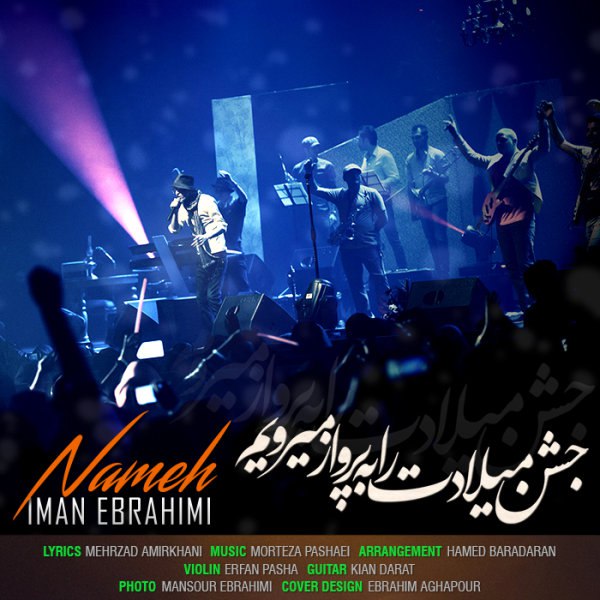 جشن میلادت را به پرواز میرویم
Nameh
IMAN EBRAHIMI
LYRICS MEHRZAD AMIRKHANI MUSIC MORTEZA PASHAEI ARRANGEMENT HAMED BARADARAN
VIOLIN ERFAN PASHA GUITAR KIAN DARAT
PHOTO MANSOUR EBRAHIMI COVER DESIGN EBRAHIM AGHAPOUR